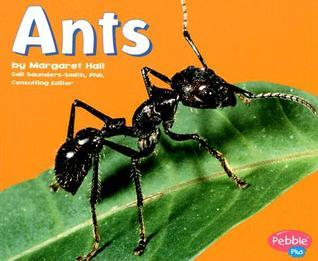 Ants
by Margaret Hall
Gail Saunders-Smith, PhD,
Consulting Editor
Pebble
Plus